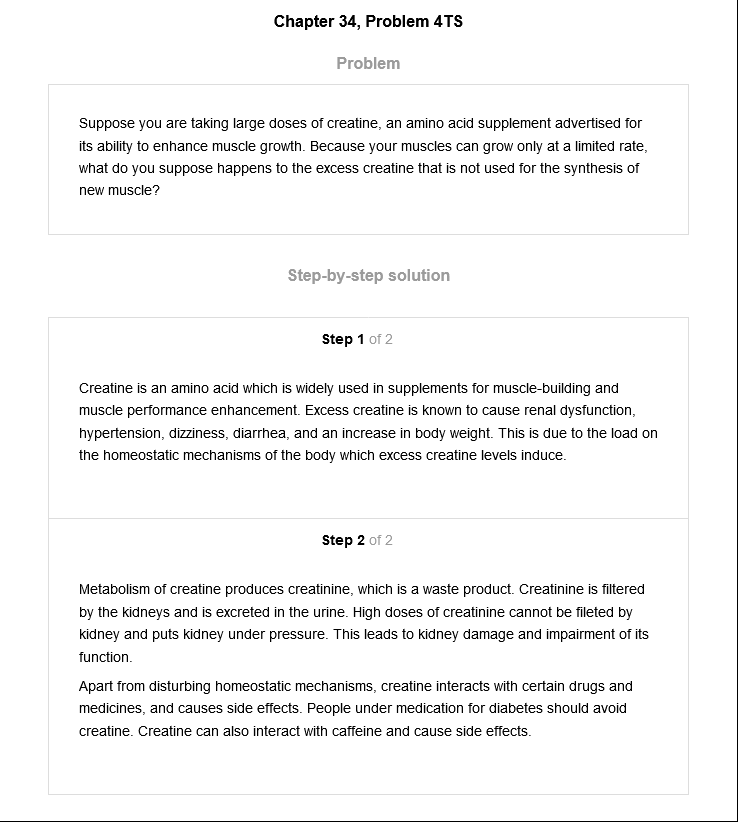 Chapter 34, Problem 4TS
Problem
Suppose you are taking large doses of creatine, an amino acid supplement advertised for
its ability to enhance muscle growth. Because your muscles can grow only at a limited rate,
what do you suppose happens to the excess creatine that is not used for the synthesis of
new muscle?
Step-by-step solution
Step 1 of 2
Creatine is an amino acid which is widely used in supplements for muscle-building and
muscle performance enhancement. Excess creatine is known to cause renal dysfunction,
hypertension, dizziness, diarrhea, and an increase in body weight. This is due to the load on
the homeostatic mechanisms of the body which excess creatine levels induce.
Step 2 of 2
Metabolism of creatine produces creatinine, which is a waste product. Creatinine is filtered
by the kidneys and is excreted in the urine. High doses of creatinine cannot be fileted by
kidney and puts kidney under pressure. This leads to kidney damage and impairment of its
function.
Apart from disturbing homeostatic mechanisms, creatine interacts with certain drugs and
medicines, and causes side effects. People under medication for diabetes should avoid
creatine. Creatine can also interact with caffeine and cause side effects.